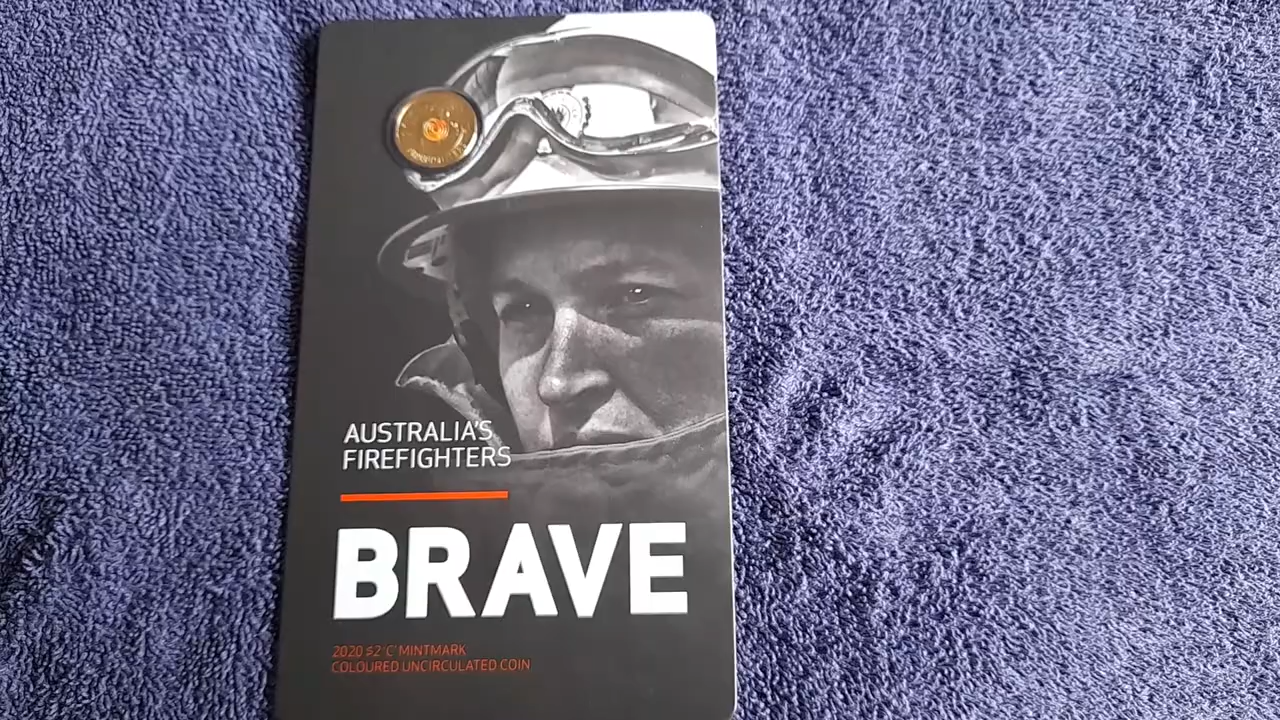 AUSTRALIA'S
FIREFIGHTERS
BRAVE
2020 $2 'C' MINTMARK
COLOURED UNCIRCULATED COIN